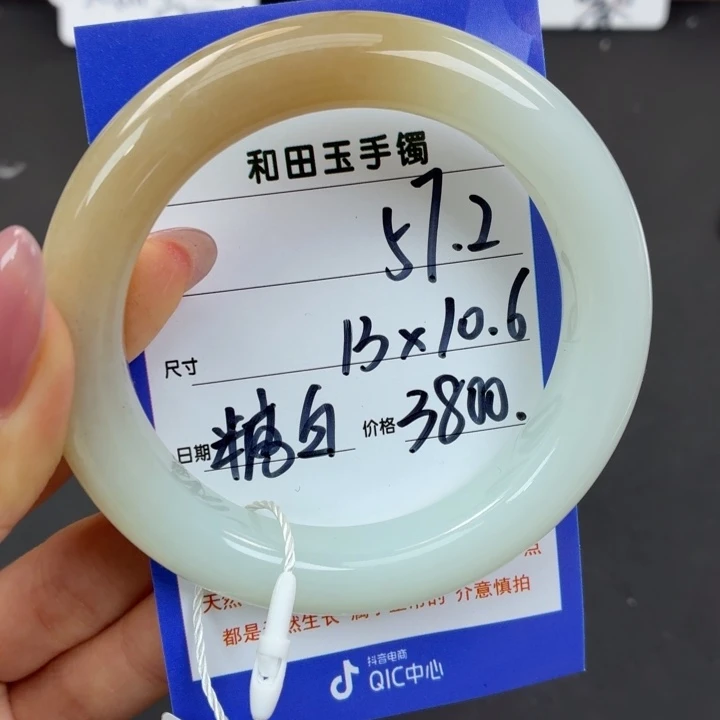 和田玉手镯
57.2
尺寸 13×10.6
日期 糖白 价格 3800.
天然 点
都是 然生长 介意慎拍
抖音电商
QIC中心